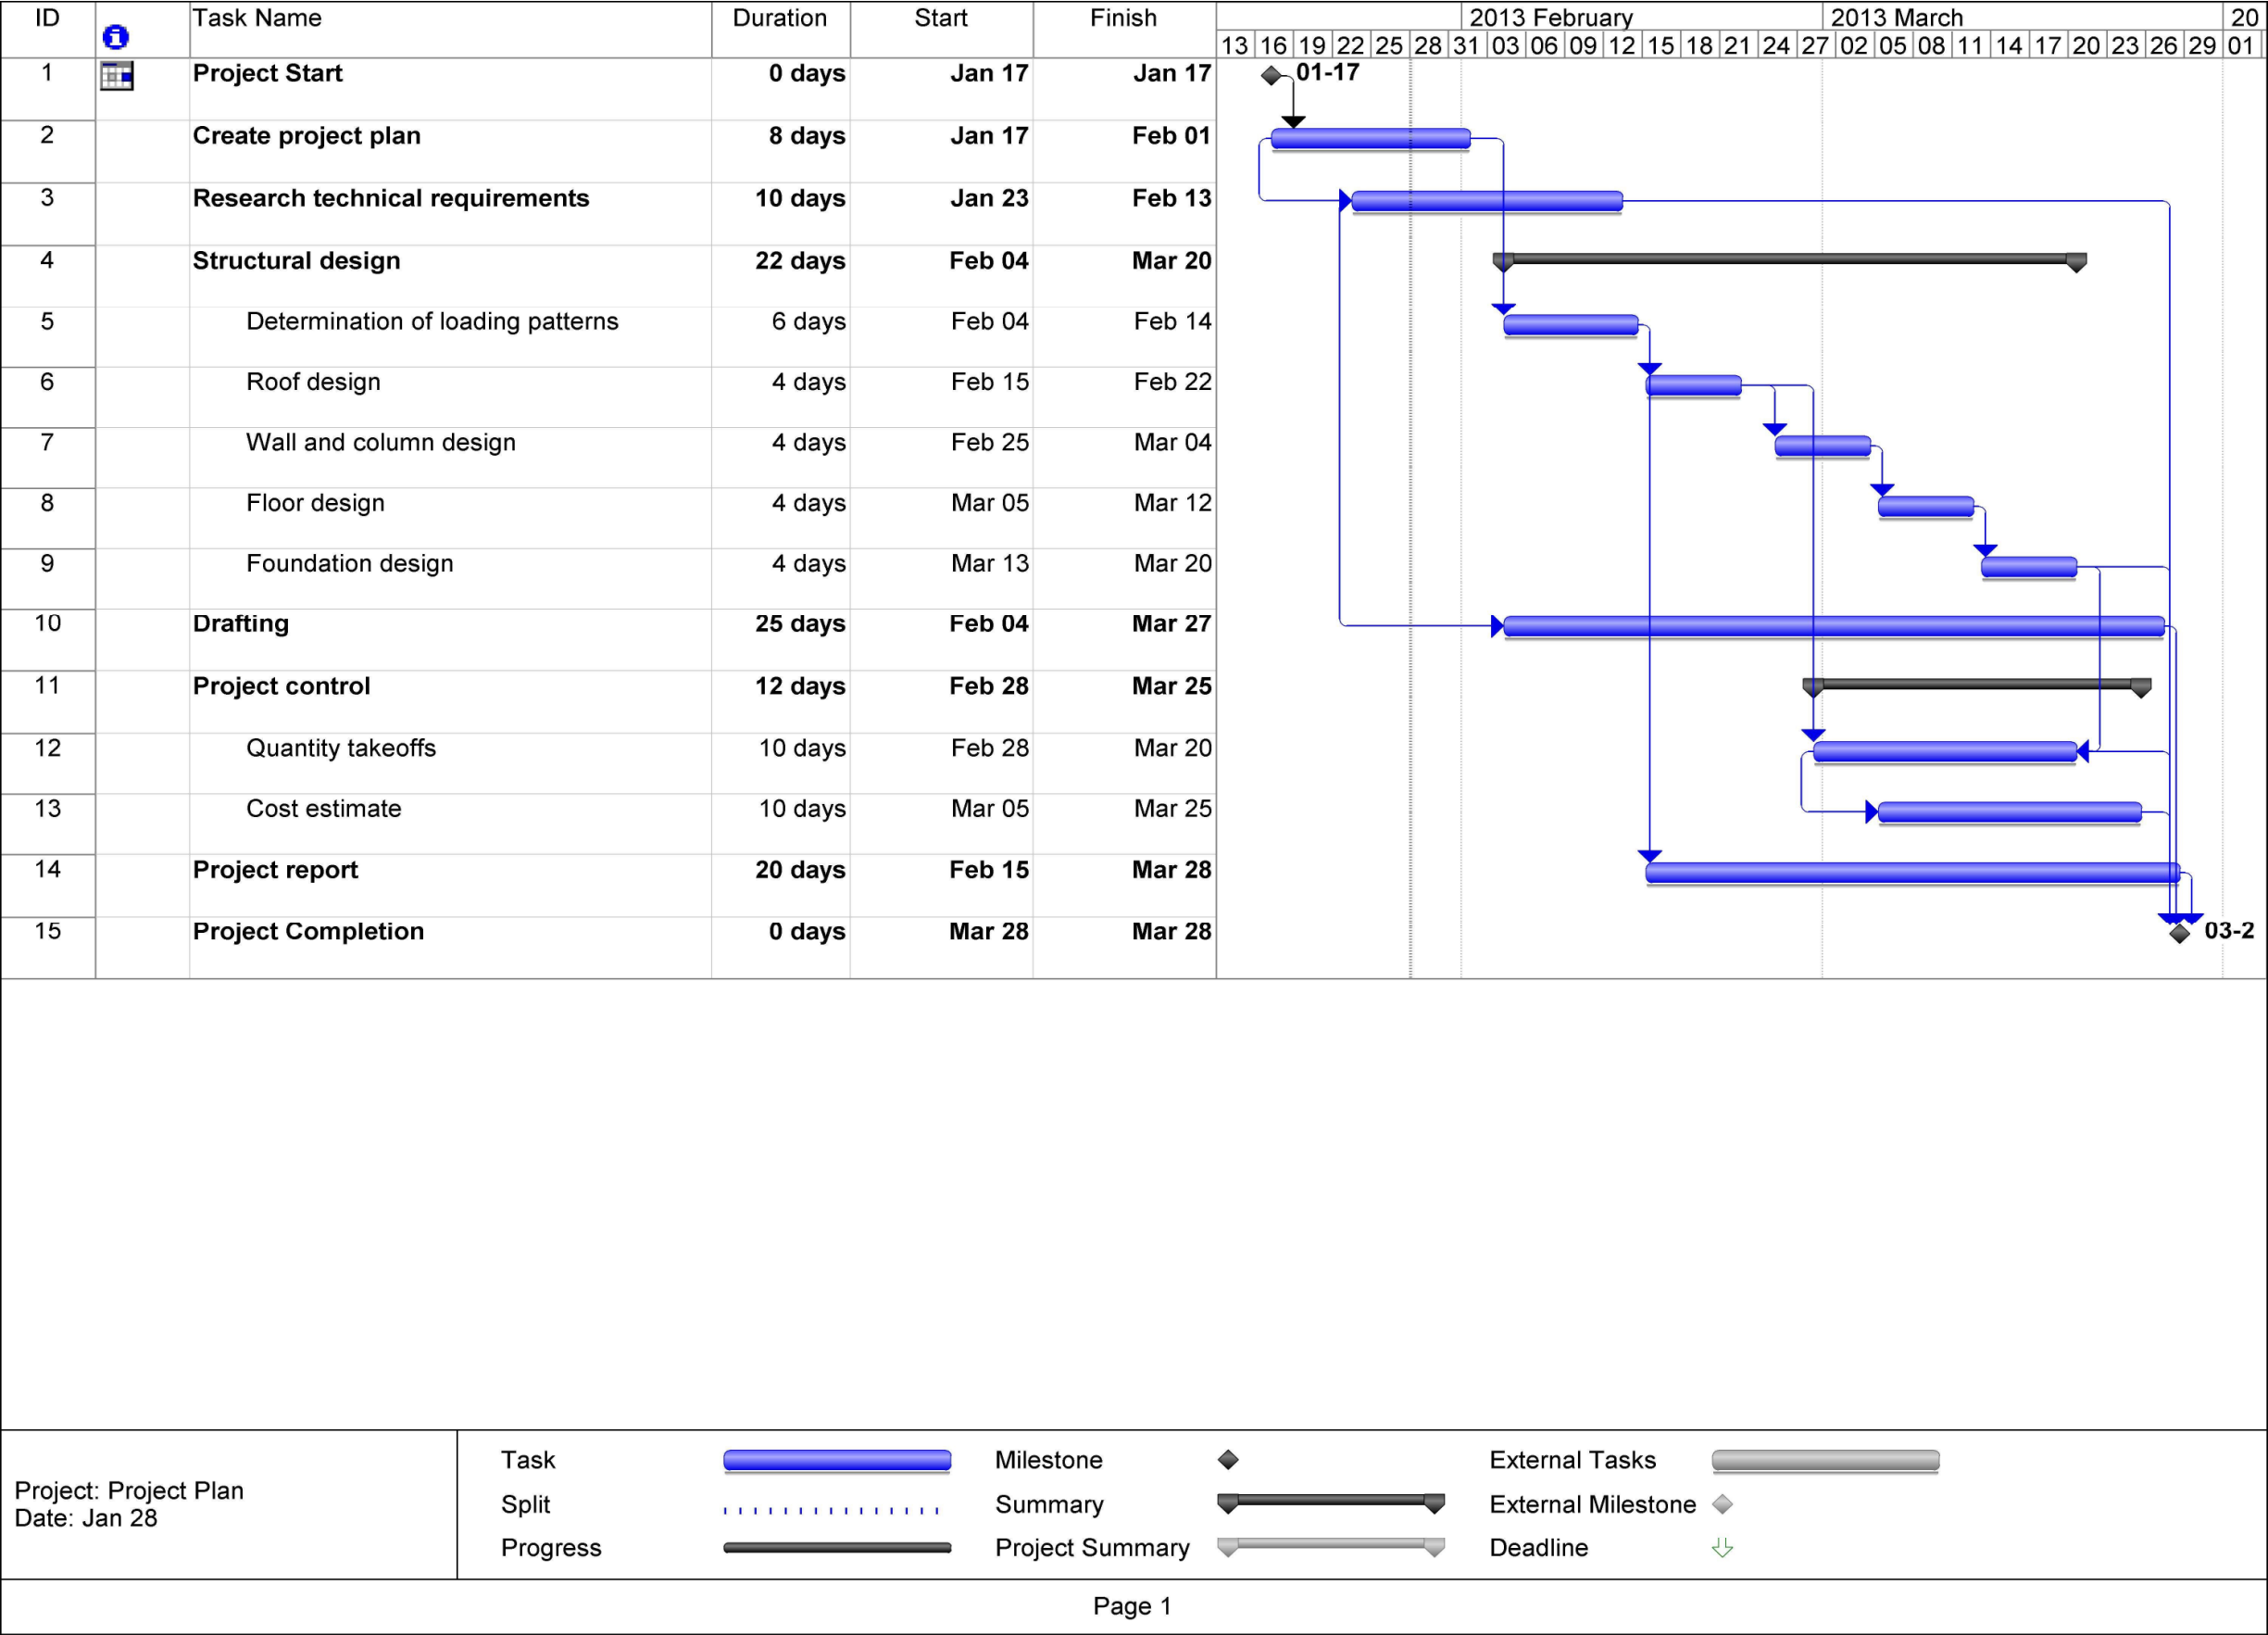 ID Task Name Duration Start Finish 2013 February 2013 March 20
13 16 19 22 25 28 31 03 06 09 12 15 18 21 24 27 02 05 08 11 14 17 20 23 26 29 01
1 Project Start 0 days Jan 17 Jan 17 01-17
2 Create project plan 8 days Jan 17 Feb 01
3 Research technical requirements 10 days Jan 23 Feb 13
4 Structural design 22 days Feb 04 Mar 20
5 Determination of loading patterns 6 days Feb 04 Feb 14
6 Roof design 4 days Feb 15 Feb 22
7 Wall and column design 4 days Feb 25 Mar 04
8 Floor design 4 days Mar 05 Mar 12
9 Foundation design 4 days Mar 13 Mar 20
10 Drafting 25 days Feb 04 Mar 27
11 Project control 12 days Feb 28 Mar 25
12 Quantity takeoffs 10 days Feb 28 Mar 20
13 Cost estimate 10 days Mar 05 Mar 25
14 Project report 20 days Feb 15 Mar 28
15 Project Completion 0 days Mar 28 Mar 28 03-2
Project: Project Plan
Date: Jan 28
Task Milestone External Tasks
Split Summary External Milestone
Progress Project Summary Deadline
Page 1